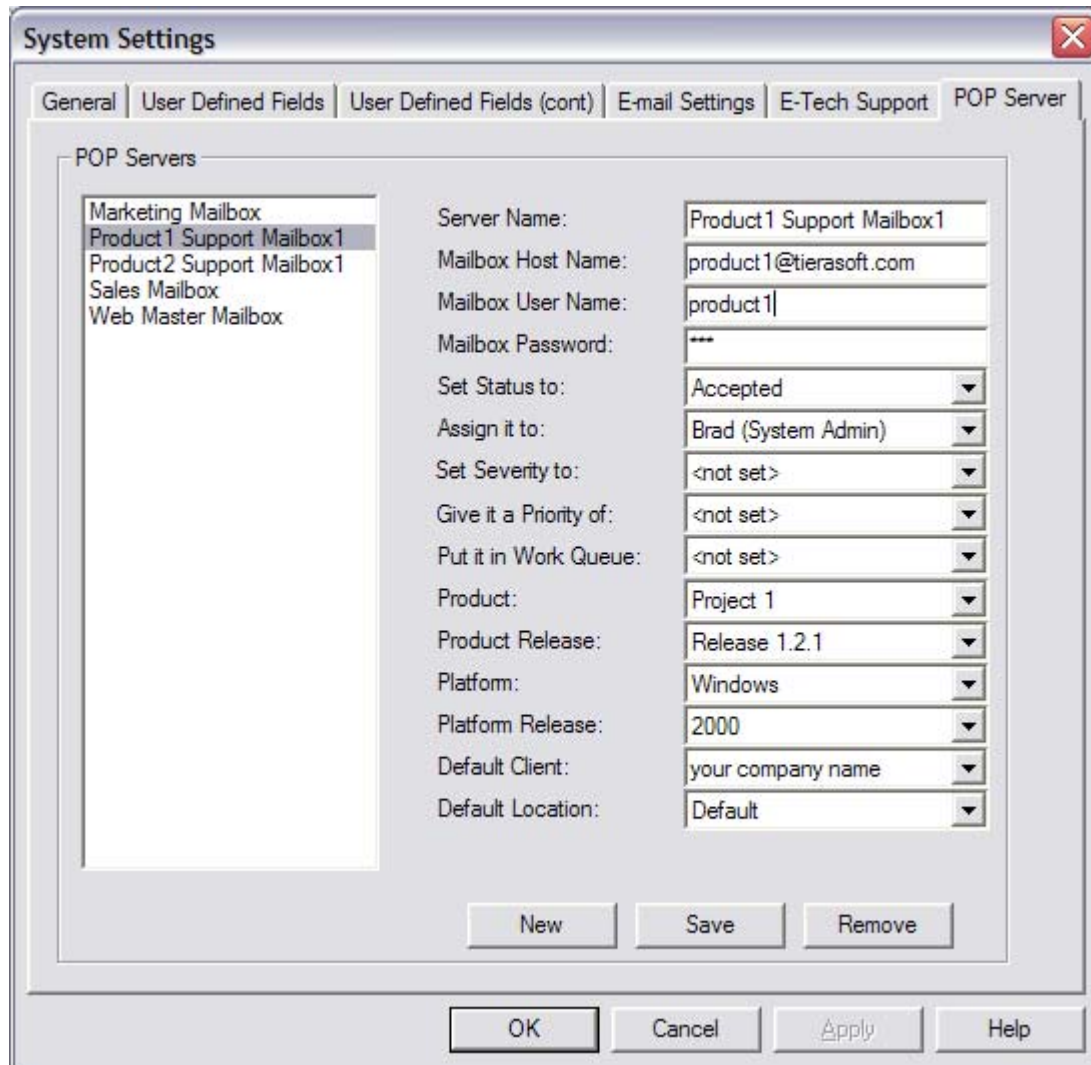 System Settings
General User Defined Fields User Defined Fields (cont) E-mail Settings E-Tech Support POP Server
POP Servers
Marketing Mailbox
Product1 Support Mailbox1
Product2 Support Mailbox1
Sales Mailbox
Web Master Mailbox
Server Name: Product1 Support Mailbox1
Mailbox Host Name: product1@tierasoft.com
Mailbox User Name: product1
Mailbox Password: ***
Set Status to: Accepted
Assign it to: Brad (System Admin)
Set Severity to: <not set>
Give it a Priority of: <not set>
Put it in Work Queue: <not set>
Product: Project 1
Product Release: Release 1.2.1
Platform: Windows
Platform Release: 2000
Default Client: your company name
Default Location: Default
New Save Remove
OK Cancel Apply Help